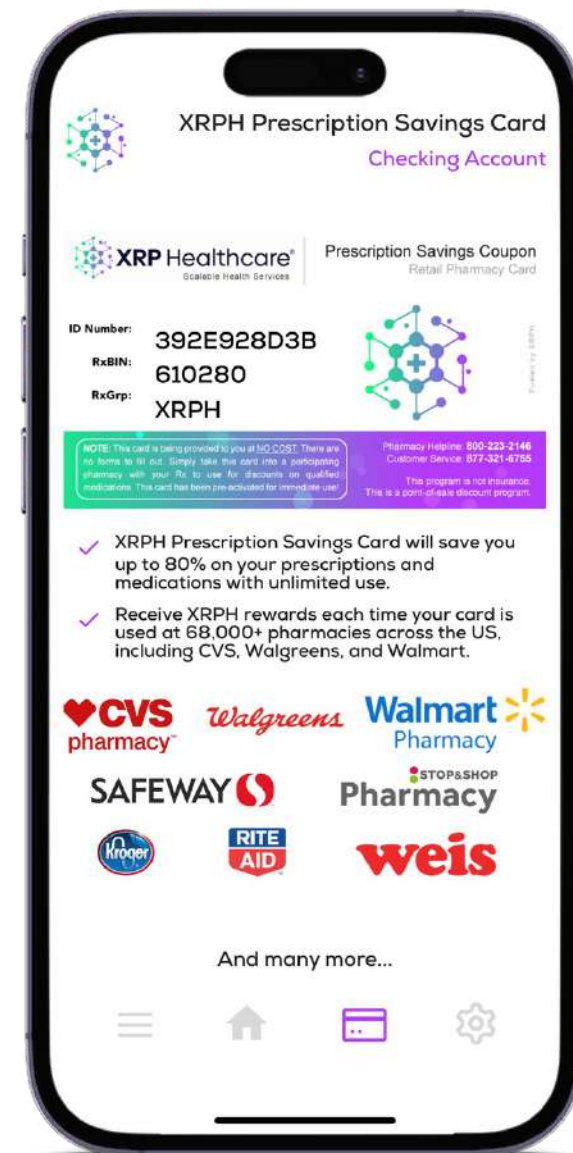 XRPH Prescription Savings Card
Checking Account
XRP Healthcare®
Scalable Health Services
Prescription Savings Coupon
Retail Pharmacy Card
ID Number: 392E928D3B
RxBIN: 610280
RxGrp: XRPH
Fueled by XRPH
NOTE: This card is being provided to you at NO COST. There are
no forms to fill out. Simply take this card into a participating
pharmacy with your Rx to use for discounts on qualified
medications. This card has been pre-activated for immediate use!
Pharmacy Helpline: 800-223-2146
Customer Service: 877-321-6755
This program is not insurance.
This is a point-of-sale discount program.
XRPH Prescription Savings Card will save you
up to 80% on your prescriptions and
medications with unlimited use.
Receive XRPH rewards each time your card is
used at 68,000+ pharmacies across the US,
including CVS, Walgreens, and Walmart.
CVS
pharmacy™
Walgreens
Walmart
Pharmacy
SAFEWAY
STOP&SHOP
Pharmacy
Kroger
RITE
AID
weis
And many more...